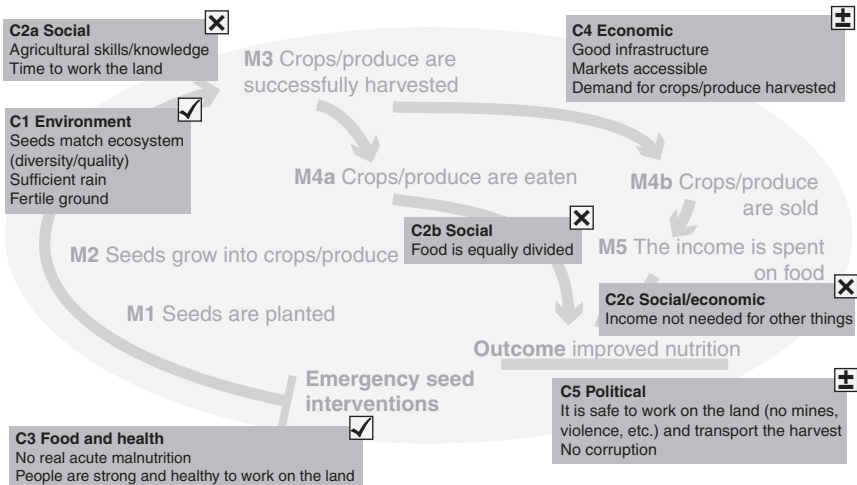 C2a Social
Agricultural skills/knowledge
Time to work the land
C4 Economic
Good infrastructure
Markets accessible
Demand for crops/produce harvested
M3 Crops/produce are
successfully harvested
C1 Environment
Seeds match ecosystem
(diversity/quality)
Sufficient rain
Fertile ground
M4a Crops/produce are eaten
M4b Crops/produce
are sold
C2b Social
Food is equally divided
M2 Seeds grow into crops/produce
M5 The income is spent
on food
C2c Social/economic
Income not needed for other things
M1 Seeds are planted
Outcome improved nutrition
Emergency seed
interventions
C5 Political
It is safe to work on the land (no mines,
violence, etc.) and transport the harvest
No corruption
C3 Food and health
No real acute malnutrition
People are strong and healthy to work on the land